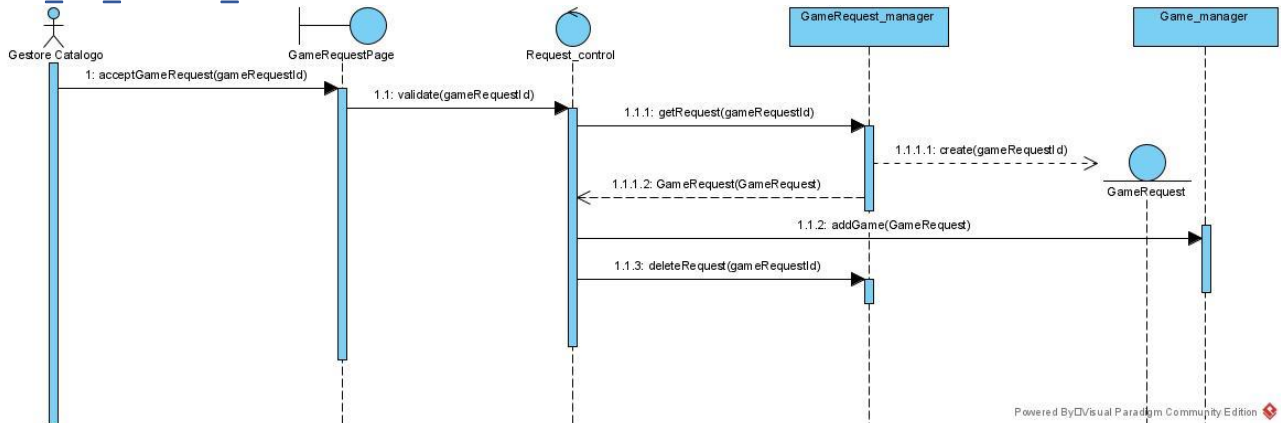 GameRequest_manager
Game_manager
Gestore Catalogo
GameRequestPage
Request_control
1: acceptGameRequest(gameRequestId)
1.1: validate(gameRequestId)
1.1.1: getRequest(gameRequestId)
1.1.1.1: create(gameRequestId)
1.1.1.2: GameRequest(GameRequest)
GameRequest
1.1.2: addGame(GameRequest)
1.1.3: deleteRequest(gameRequestId)
Powered By Visual Paradigm Community Edition